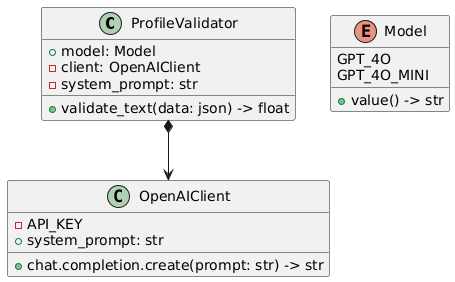 C ProfileValidator
model: Model
client: OpenAIClient
system_prompt: str
validate_text(data: json) -> float
E Model
GPT_4O
GPT_4O_MINI
value() -> str
C OpenAIClient
API_KEY
system_prompt: str
chat.completion.create(prompt: str) -> str